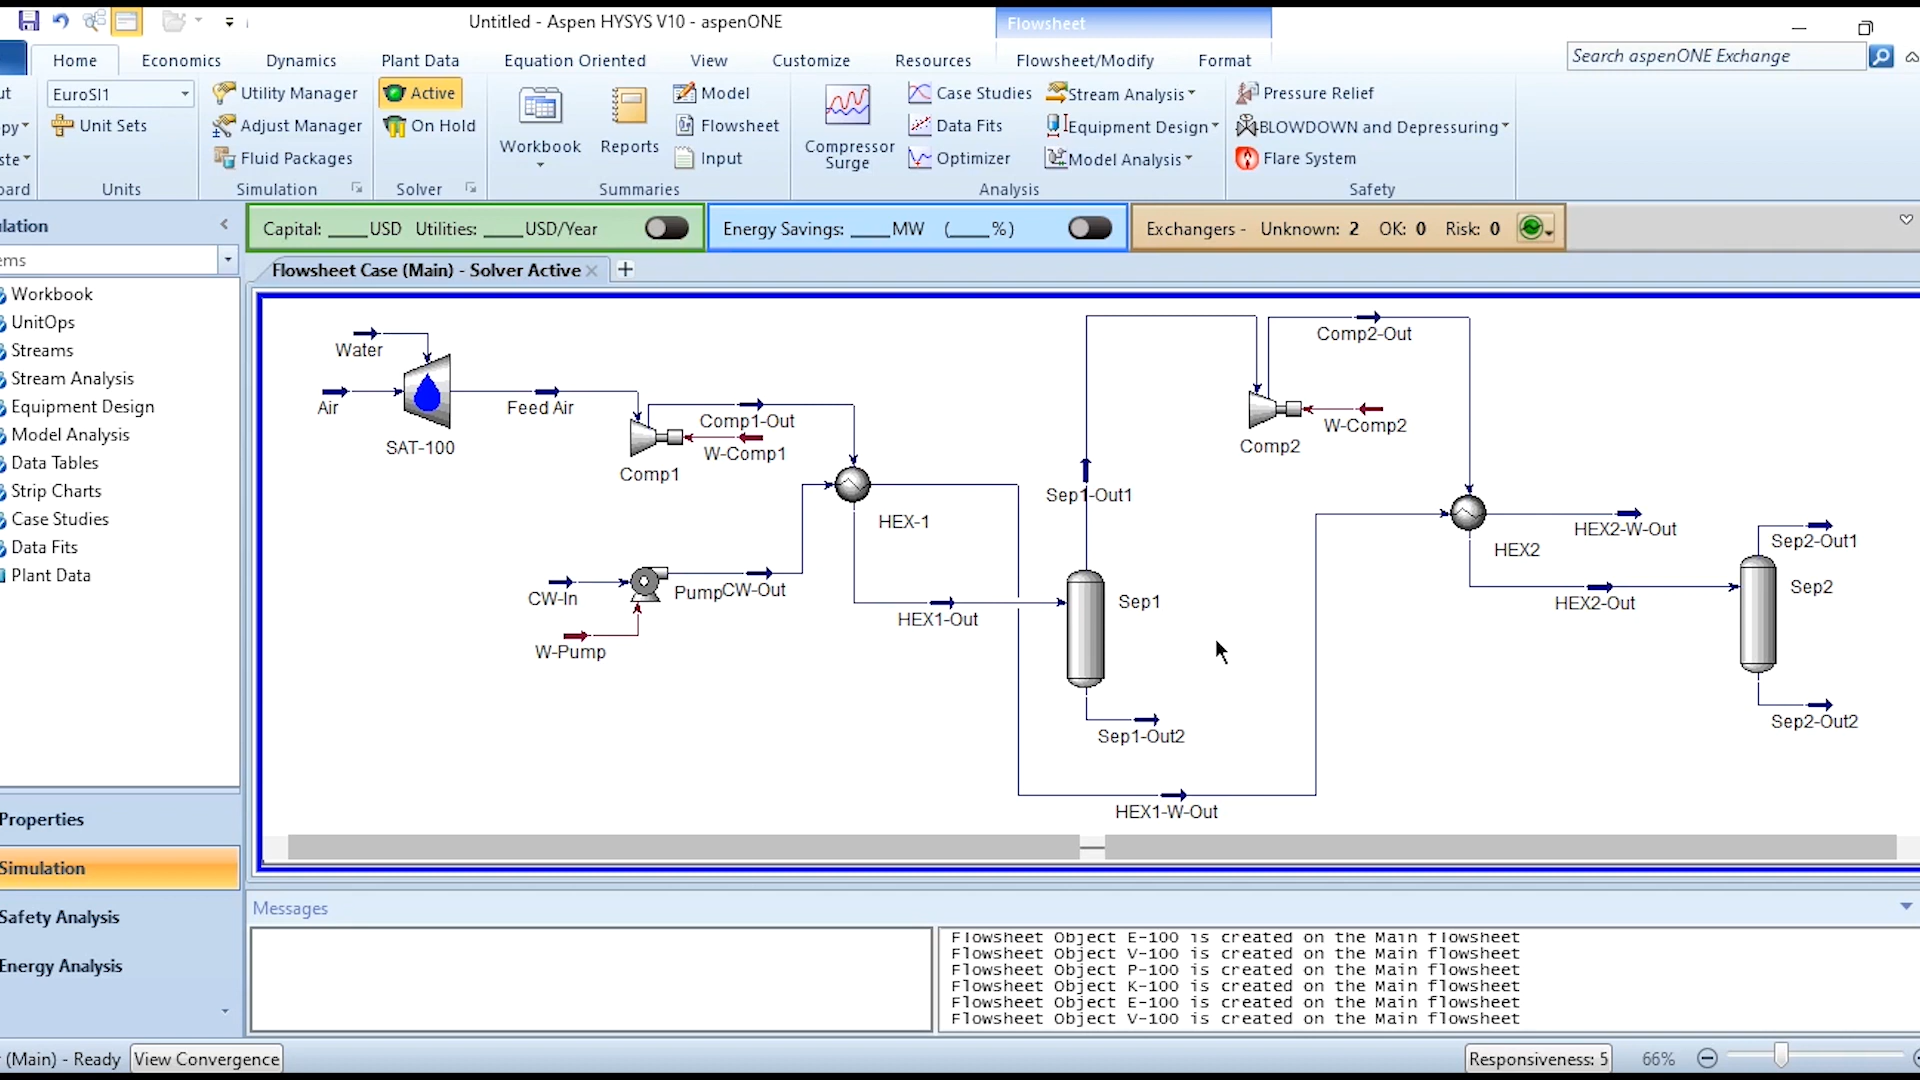 Untitled - Aspen HYSYS V10 - aspenONE
Flowsheet
Home Economics Dynamics Plant Data Equation Oriented View Customize Resources Flowsheet/Modify Format
Search aspenONE Exchange
ut
py
ste
oard
EuroSI1
Unit Sets
Units
Utility Manager
Adjust Manager
Fluid Packages
Simulation
Active
On Hold
Solver
Workbook
Reports
Model
Flowsheet
Input
Summaries
Compressor
Surge
Case Studies
Data Fits
Optimizer
Stream Analysis
Equipment Design
Model Analysis
Analysis
Pressure Relief
BLOWDOWN and Depressuring
Flare System
Safety
ulation
Capital: ____USD Utilities: ____USD/Year
Energy Savings: ____MW (____%)
Exchangers - Unknown: 2 OK: 0 Risk: 0
ems
Flowsheet Case (Main) - Solver Active
Workbook
UnitOps
Streams
Stream Analysis
Equipment Design
Model Analysis
Data Tables
Strip Charts
Case Studies
Data Fits
Plant Data
Properties
Simulation
Safety Analysis
Energy Analysis
Water
Air
SAT-100
Feed Air
Comp1-Out
W-Comp1
Comp1
HEX-1
CW-In
Pump
CW-Out
W-Pump
HEX1-Out
Sep1-Out1
Sep1
Sep1-Out2
HEX1-W-Out
Comp2-Out
W-Comp2
Comp2
HEX2-W-Out
HEX2
HEX2-Out
Sep2-Out1
Sep2
Sep2-Out2
Messages
Flowsheet Object E-100 is created on the Main flowsheet
Flowsheet Object V-100 is created on the Main flowsheet
Flowsheet Object P-100 is created on the Main flowsheet
Flowsheet Object K-100 is created on the Main flowsheet
Flowsheet Object E-100 is created on the Main flowsheet
Flowsheet Object V-100 is created on the Main flowsheet
(Main) - Ready View Convergence
Responsiveness: 5 66%